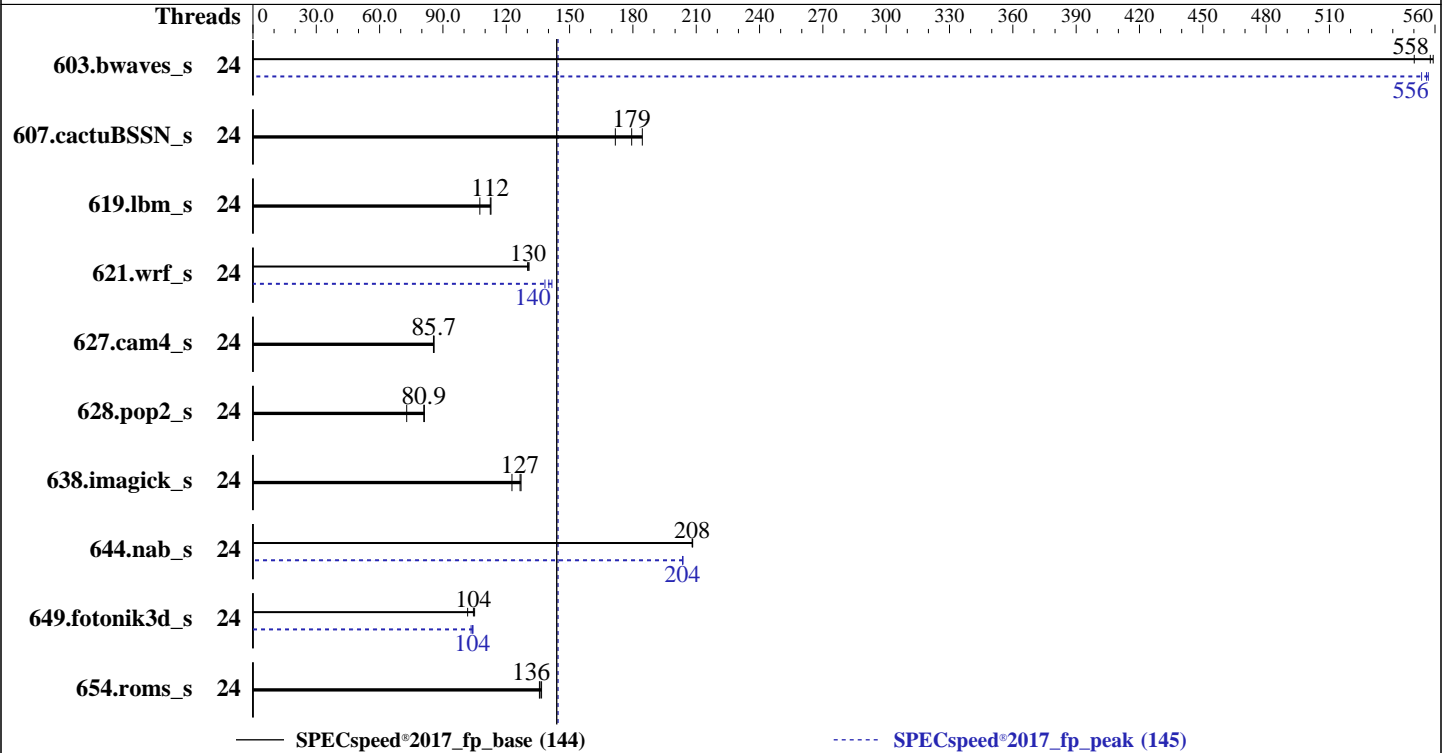 Threads 0 30.0 60.0 90.0 120 150 180 210 240 270 300 330 360 390 420 450 480 510 560
603.bwaves_s 24 558
556
607.cactuBSSN_s 24 179
619.lbm_s 24 112
621.wrf_s 24 130
140
627.cam4_s 24 85.7
628.pop2_s 24 80.9
638.imagick_s 24 127
644.nab_s 24 208
204
649.fotonik3d_s 24 104
104
654.roms_s 24 136
SPECspeed®2017_fp_base (144) SPECspeed®2017_fp_peak (145)